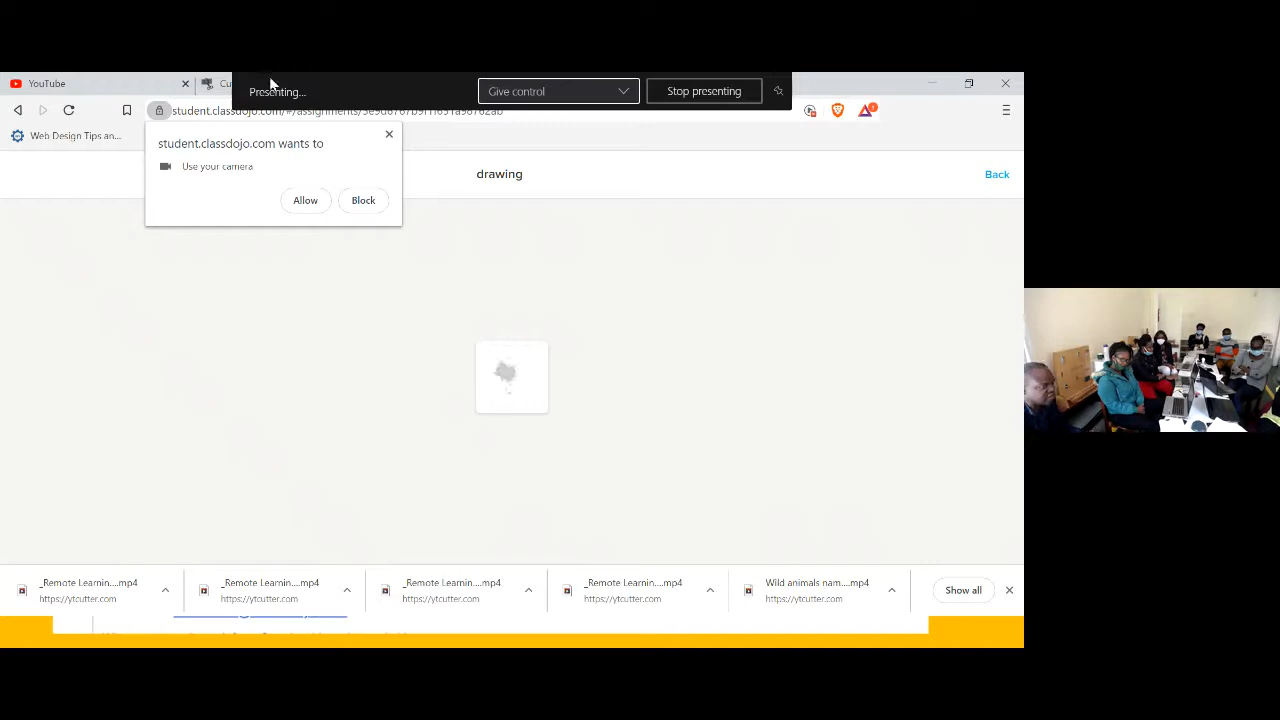 YouTube
Cu
Presenting...
Give control
Stop presenting
student.classdojo.com
Web Design Tips an...
student.classdojo.com wants to
Use your camera
Allow
Block
drawing
Back
1
_Remote Learnin....mp4
https://ytcutter.com
_Remote Learnin....mp4
https://ytcutter.com
_Remote Learnin....mp4
https://ytcutter.com
_Remote Learnin....mp4
https://ytcutter.com
Wild animals nam....mp4
https://ytcutter.com
Show all